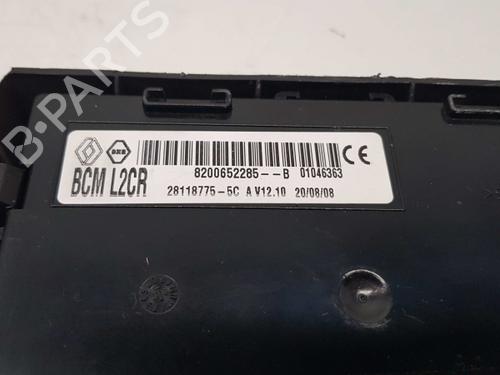 B-PARTS
BCM L2CR
8200652285--B 01046363
28118775-5C A V12.10 20/08/08
CE